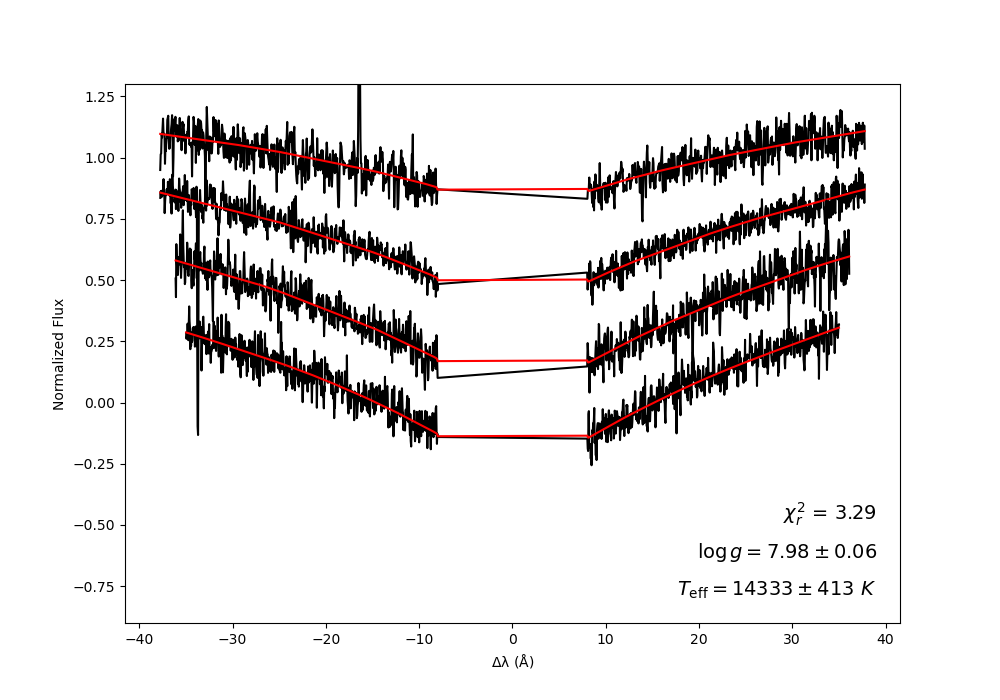 1.25
1.00
0.75
0.50
0.25
0.00
−0.25
−0.50
−0.75
Normalized Flux
χ²ᵣ = 3.29
log g = 7.98 ± 0.06
T_eff = 14333 ± 413 K
−40 −30 −20 −10 0 10 20 30 40
Δλ (Å)